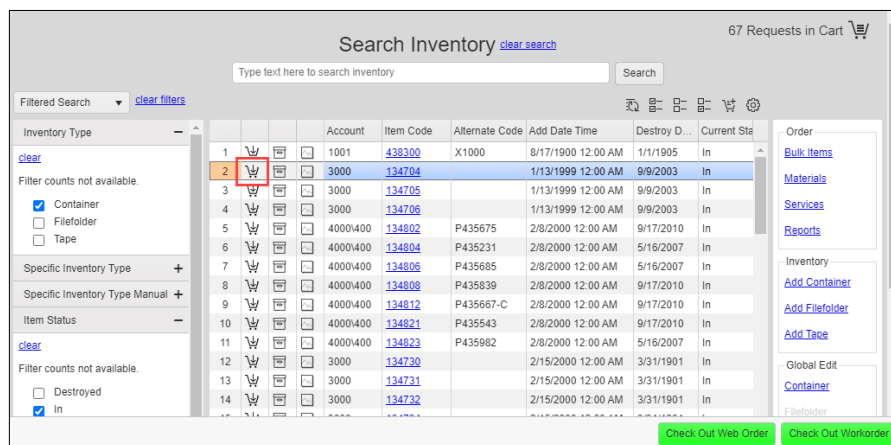 67 Requests in Cart
Search Inventory clear search
Type text here to search inventory Search
Filtered Search clear filters
Inventory Type
clear
Filter counts not available.
Container
Filefolder
Tape
Specific Inventory Type
Specific Inventory Type Manual
Item Status
clear
Filter counts not available.
Destroyed
In
Account Item Code Alternate Code Add Date Time Destroy D... Current Sta
1 1001 438300 X1000 8/17/1900 12:00 AM 1/1/1905 In
2 3000 134704 1/13/1999 12:00 AM 9/9/2003 In
3 3000 134705 1/13/1999 12:00 AM 9/9/2003 In
4 3000 134706 1/13/1999 12:00 AM 9/9/2003 In
5 4000\400 134802 P435675 2/8/2000 12:00 AM 9/17/2010 In
6 4000\400 134804 P435231 2/8/2000 12:00 AM 5/16/2007 In
7 4000\400 134806 P435685 2/8/2000 12:00 AM 5/16/2007 In
8 4000\400 134808 P435839 2/8/2000 12:00 AM 9/17/2010 In
9 4000\400 134812 P435667-C 2/8/2000 12:00 AM 9/17/2010 In
10 4000\400 134821 P435543 2/8/2000 12:00 AM 9/17/2010 In
11 4000\400 134823 P435982 2/8/2000 12:00 AM 5/16/2007 In
12 3000 134730 2/15/2000 12:00 AM 3/31/1901 In
13 3000 134731 2/15/2000 12:00 AM 3/31/1901 In
14 3000 134732 2/15/2000 12:00 AM 3/31/1901 In
Order
Bulk Items
Materials
Services
Reports
Inventory
Add Container
Add Filefolder
Add Tape
Global Edit
Container
Filefolder
Check Out Web Order Check Out Workorder